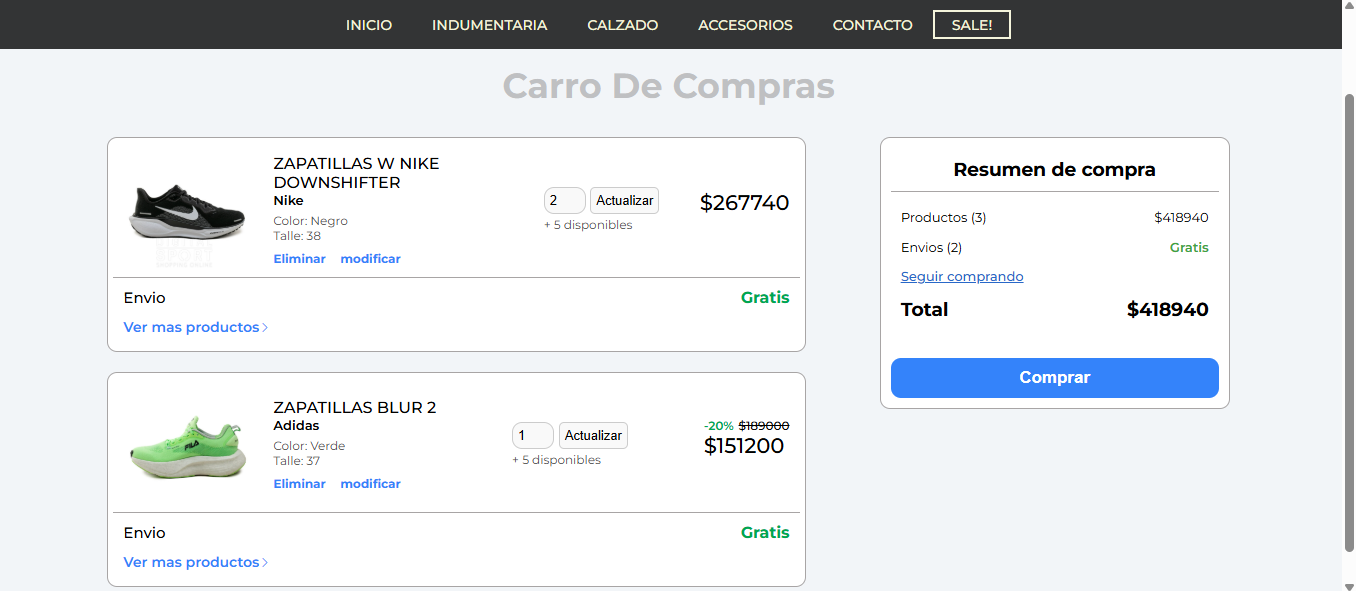 INICIO INDUMENTARIA CALZADO ACCESORIOS CONTACTO SALE!
Carro De Compras
ZAPATILLAS W NIKE
DOWNSHIFTER
Nike
Color: Negro
Talle: 38
Eliminar modificar
2 Actualizar
+ 5 disponibles
$267740
Envio Gratis
Ver mas productos
ZAPATILLAS BLUR 2
Adidas
Color: Verde
Talle: 37
Eliminar modificar
FILA
1 Actualizar
+ 5 disponibles
-20% $189000
$151200
Envio Gratis
Ver mas productos
Resumen de compra
Productos (3) $418940
Envios (2) Gratis
Seguir comprando
Total $418940
Comprar